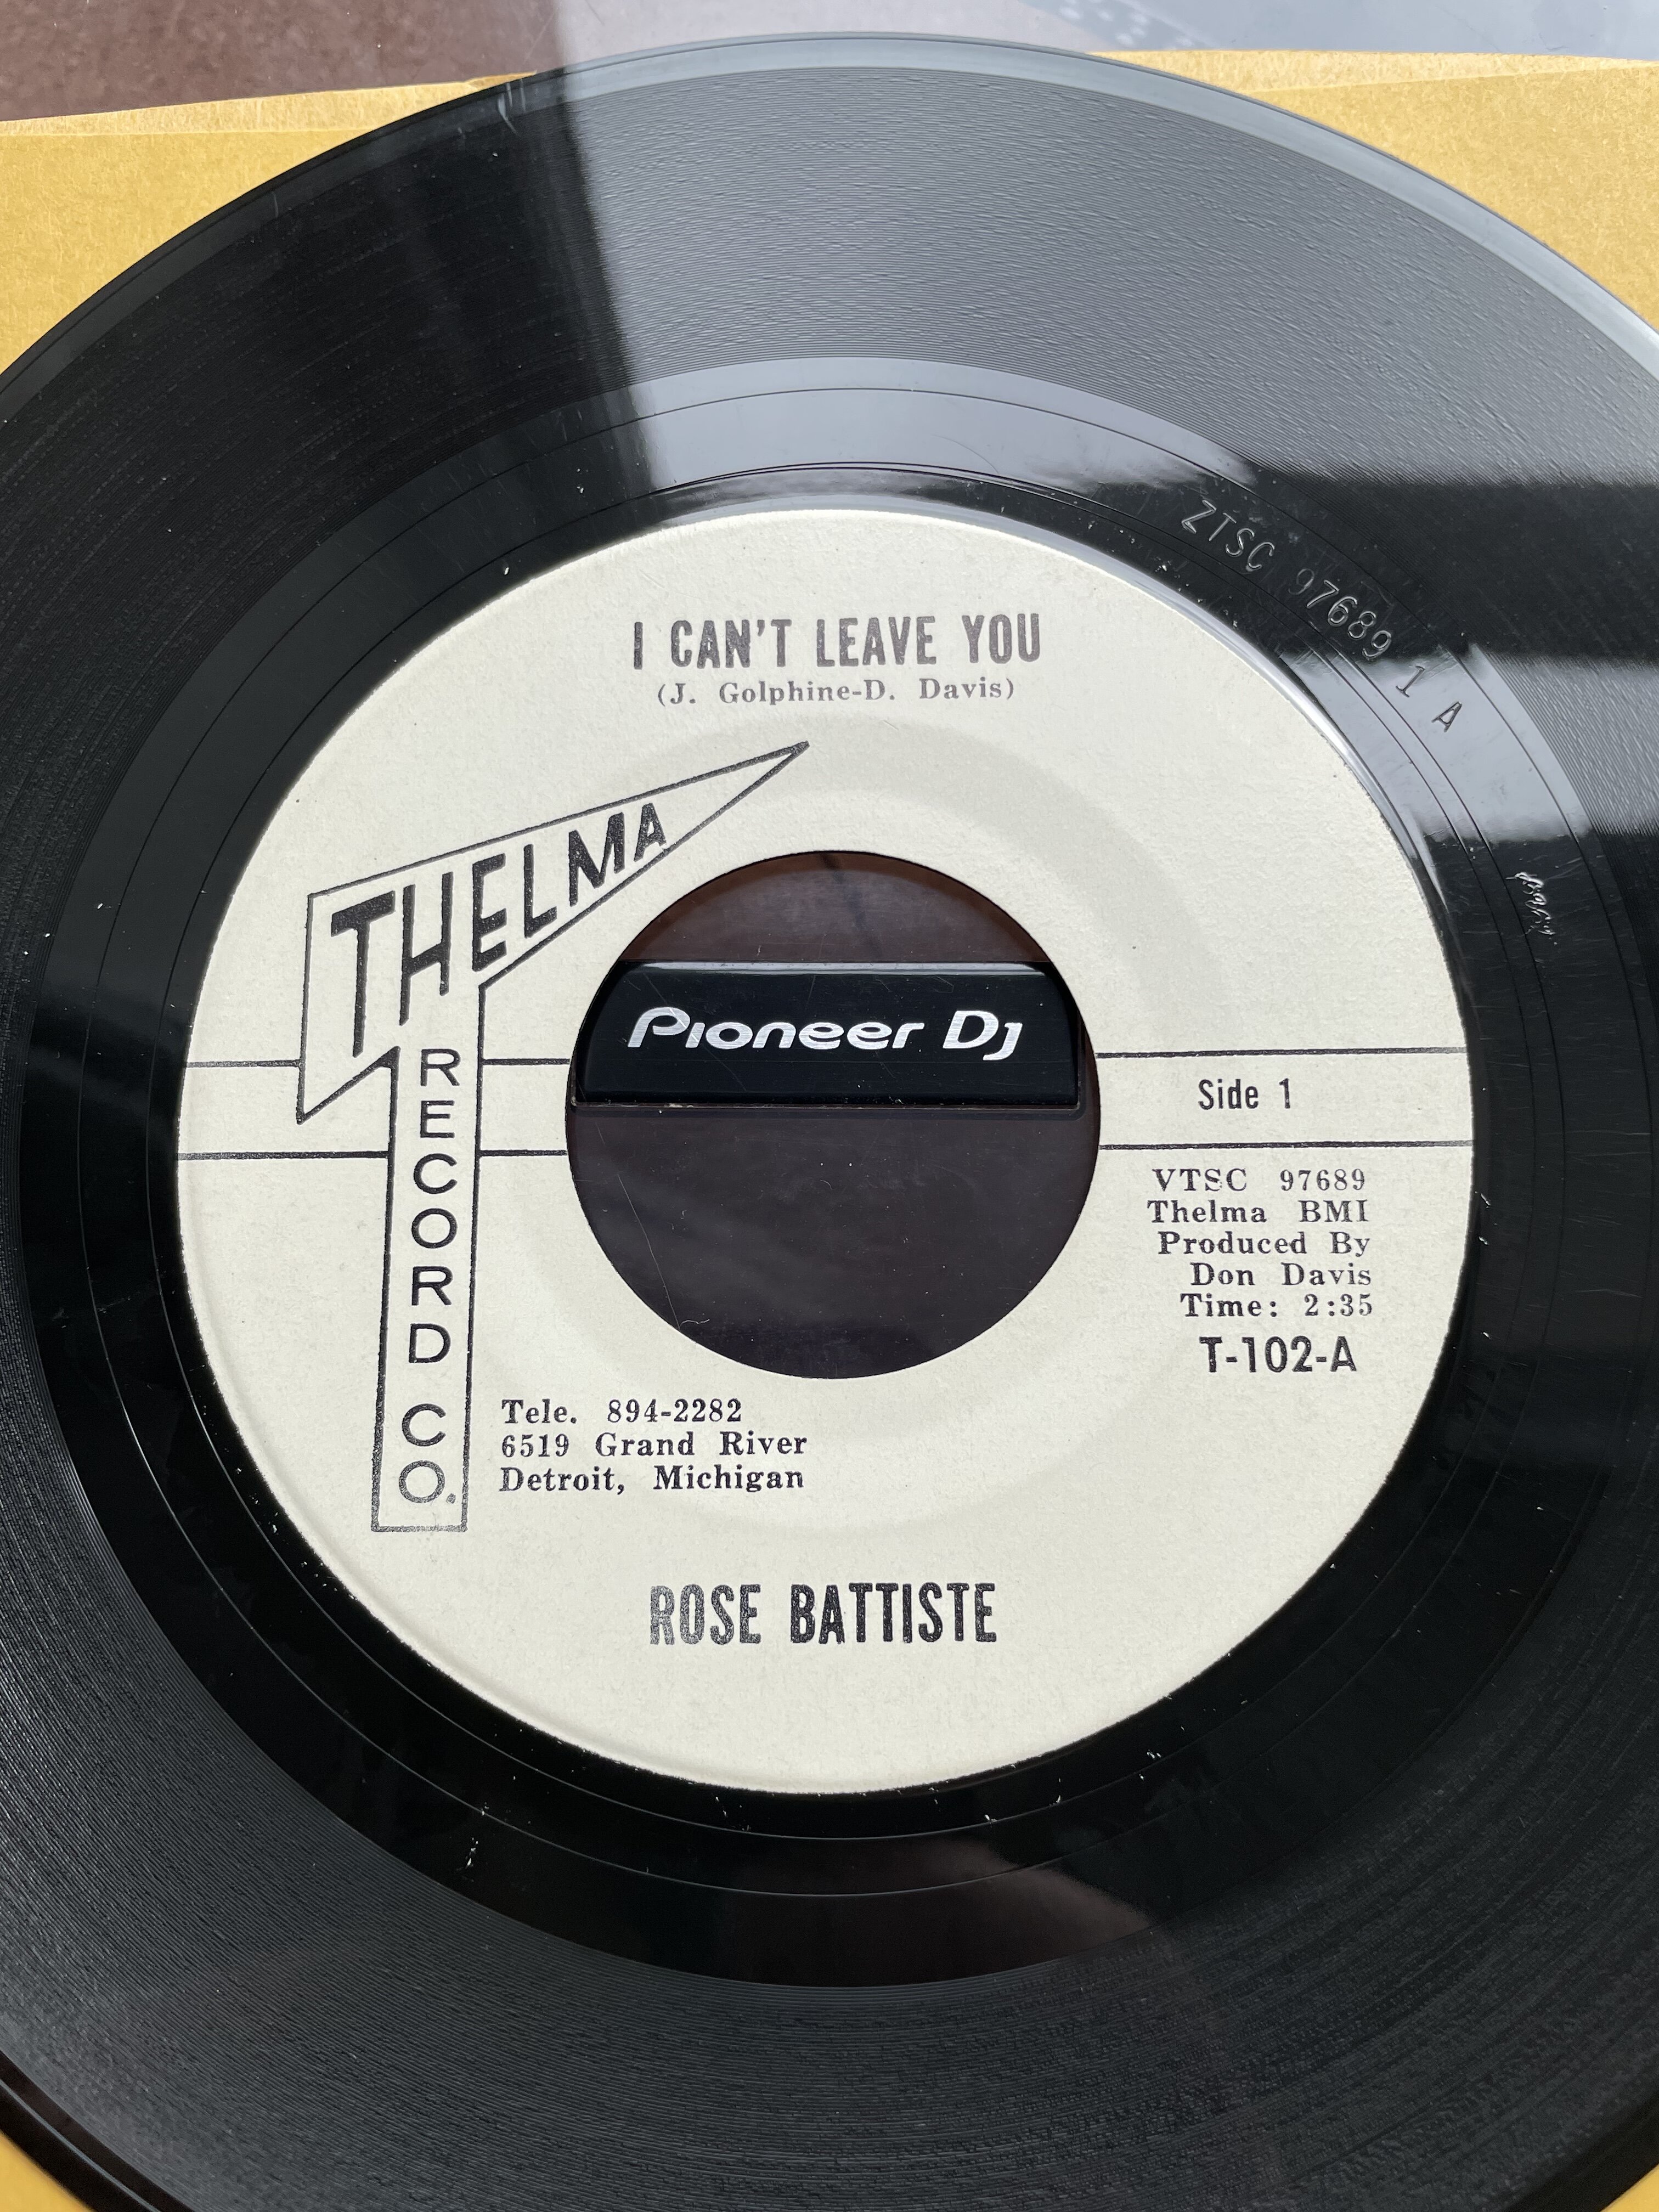 ZTSC 97689 1 A
I CAN'T LEAVE YOU
(J. Golphine-D. Davis)
THELMA
RECORD CO.
Pioneer DJ
Side 1
VTSC 97689
Thelma BMI
Produced By
Don Davis
Time: 2:35
T-102-A
Tele. 894-2282
6519 Grand River
Detroit, Michigan
ROSE BATTISTE